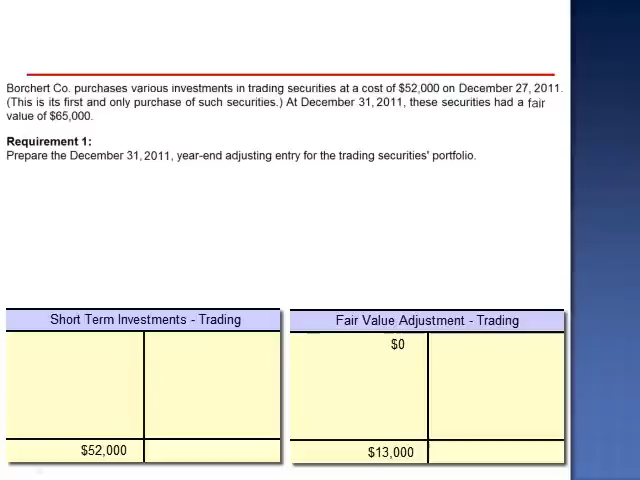 Borchert Co. purchases various investments in trading securities at a cost of $52,000 on December 27, 2011.
(This is its first and only purchase of such securities.) At December 31, 2011, these securities had a fair
value of $65,000.
Requirement 1:
Prepare the December 31, 2011, year-end adjusting entry for the trading securities' portfolio.
Short Term Investments - Trading
Fair Value Adjustment - Trading
$0
$52,000
$13,000